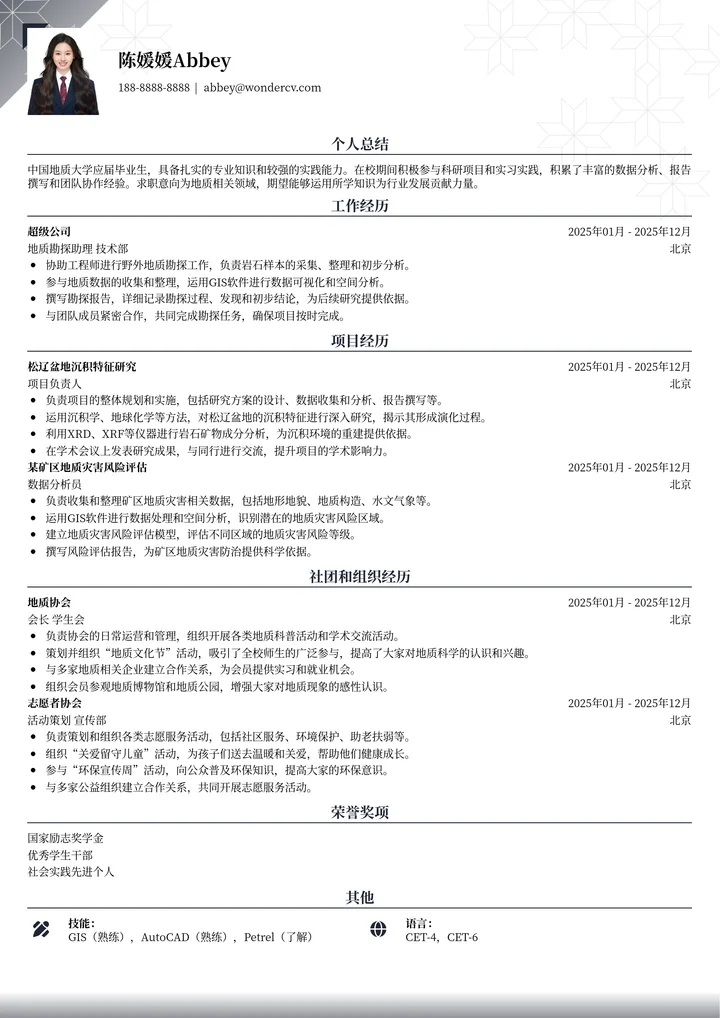 陈媛媛Abbey
188-8888-8888 | abbey@wondercv.com
个人总结
中国地质大学应届毕业生，具备扎实的专业知识和较强的实践能力。在校期间积极参与科研项目和实习实践，积累了丰富的数据分析、报告
撰写和团队协作经验。求职意向为地质相关领域，期望能够运用所学知识为行业发展贡献力量。
工作经历
超级公司 2025年01月 - 2025年12月
地质勘探助理 技术部 北京
• 协助工程师进行野外地质勘探工作，负责岩石样本的采集、整理和初步分析。
• 参与地质数据的收集和整理，运用GIS软件进行数据可视化和空间分析。
• 撰写勘探报告，详细记录勘探过程、发现和初步结论，为后续研究提供依据。
• 与团队成员紧密合作，共同完成勘探任务，确保项目按时完成。
项目经历
松辽盆地沉积特征研究 2025年01月 - 2025年12月
项目负责人 北京
• 负责项目的整体规划和实施，包括研究方案的设计、数据收集和分析、报告撰写等。
• 运用沉积学、地球化学等方法，对松辽盆地的沉积特征进行深入研究，揭示其形成演化过程。
• 利用XRD、XRF等仪器进行岩石矿物成分分析，为沉积环境的重建提供依据。
• 在学术会议上发表研究成果，与同行进行交流，提升项目的学术影响力。
某矿区地质灾害风险评估 2025年01月 - 2025年12月
数据分析员 北京
• 负责收集和整理矿区地质灾害相关数据，包括地形地貌、地质构造、水文气象等。
• 运用GIS软件进行数据处理和空间分析，识别潜在的地质灾害风险区域。
• 建立地质灾害风险评估模型，评估不同区域的地质灾害风险等级。
• 撰写风险评估报告，为矿区地质灾害防治提供科学依据。
社团和组织经历
地质协会 2025年01月 - 2025年12月
会长 学生会 北京
• 负责协会的日常运营和管理，组织开展各类地质科普活动和学术交流活动。
• 策划并组织“地质文化节”活动，吸引了全校师生的广泛参与，提高了大家对地质科学的认识和兴趣。
• 与多家地质相关企业建立合作关系，为会员提供实习和就业机会。
• 组织会员参观地质博物馆和地质公园，增强大家对地质现象的感性认识。
志愿者协会 2025年01月 - 2025年12月
活动策划 宣传部 北京
• 负责策划和组织各类志愿服务活动，包括社区服务、环境保护、助老扶弱等。
• 组织“关爱留守儿童”活动，为孩子们送去温暖和关爱，帮助他们健康成长。
• 参与“环保宣传周”活动，向公众普及环保知识，提高大家的环保意识。
• 与多家公益组织建立合作关系，共同开展志愿服务活动。
荣誉奖项
国家励志奖学金
优秀学生干部
社会实践先进个人
其他
技能： 语言：
GIS（熟练），AutoCAD（熟练），Petrel（了解） CET-4，CET-6